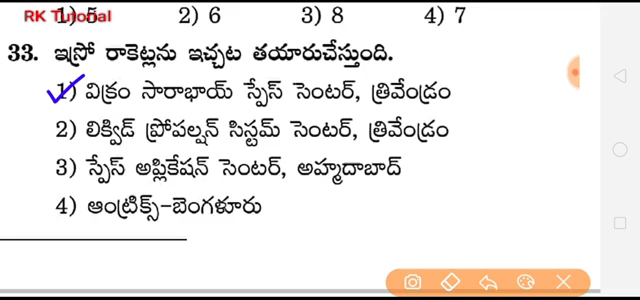 RK Tutorial
1) 5 2) 6 3) 8 4) 7
33. ఇస్రో రాకెట్లను ఇచ్చట తయారుచేస్తుంది.
1) విక్రం సారాభాయ్ స్పేస్ సెంటర్, త్రివేండ్రం
2) లిక్విడ్ ప్రోపల్షన్ సిస్టమ్ సెంటర్, త్రివేండ్రం
3) స్పేస్ అప్లికేషన్ సెంటర్, అహ్మదాబాద్
4) ఆంట్రిక్స్-బెంగళూరు